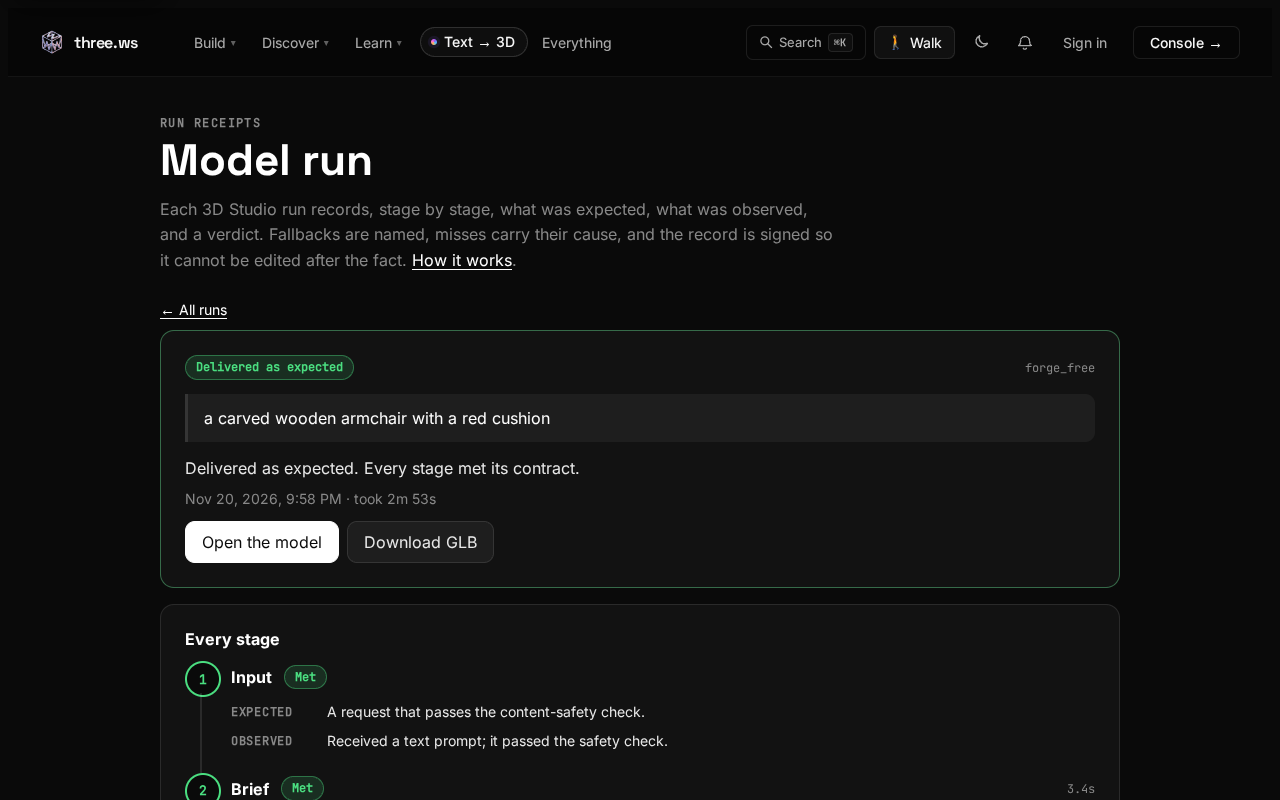 three.ws
Build ▾
Discover ▾
Learn ▾
Text → 3D
Everything
Search ⌘K
🚶 Walk
Sign in
Console →
RUN RECEIPTS
Model run
Each 3D Studio run records, stage by stage, what was expected, what was observed,
and a verdict. Fallbacks are named, misses carry their cause, and the record is signed so
it cannot be edited after the fact. How it works.
← All runs
Delivered as expected
forge_free
a carved wooden armchair with a red cushion
Delivered as expected. Every stage met its contract.
Nov 20, 2026, 9:58 PM · took 2m 53s
Open the model
Download GLB
Every stage
1 Input Met
EXPECTED A request that passes the content-safety check.
OBSERVED Received a text prompt; it passed the safety check.
2 Brief Met 3.4s